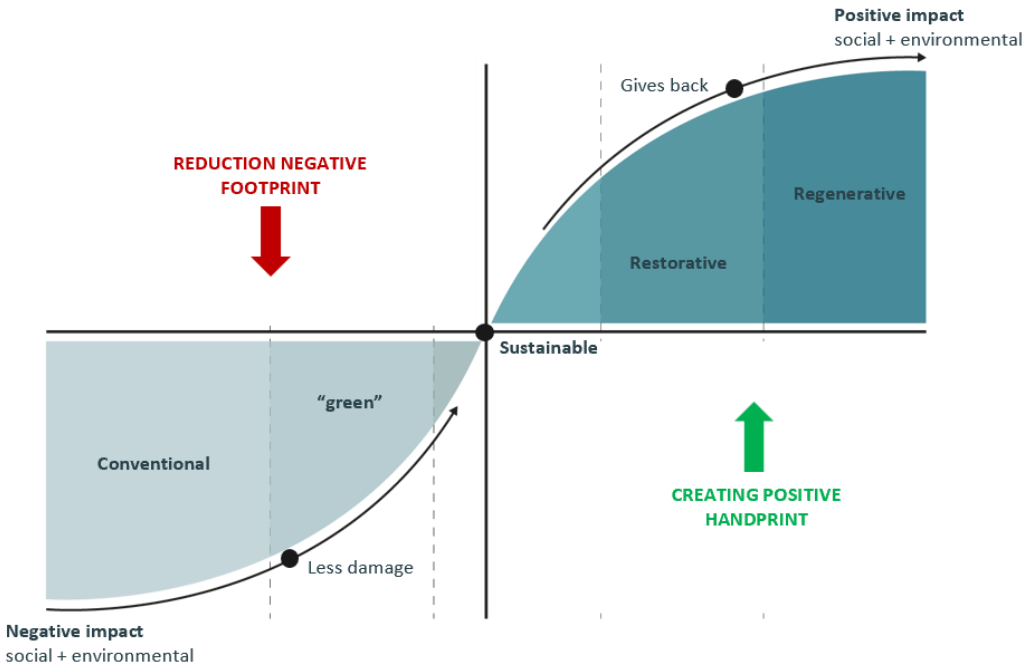 Positive impact
social + environmental
Gives back
REDUCTION NEGATIVE
FOOTPRINT
Regenerative
Restorative
Sustainable
“green”
Conventional
CREATING POSITIVE
HANDPRINT
Less damage
Negative impact
social + environmental